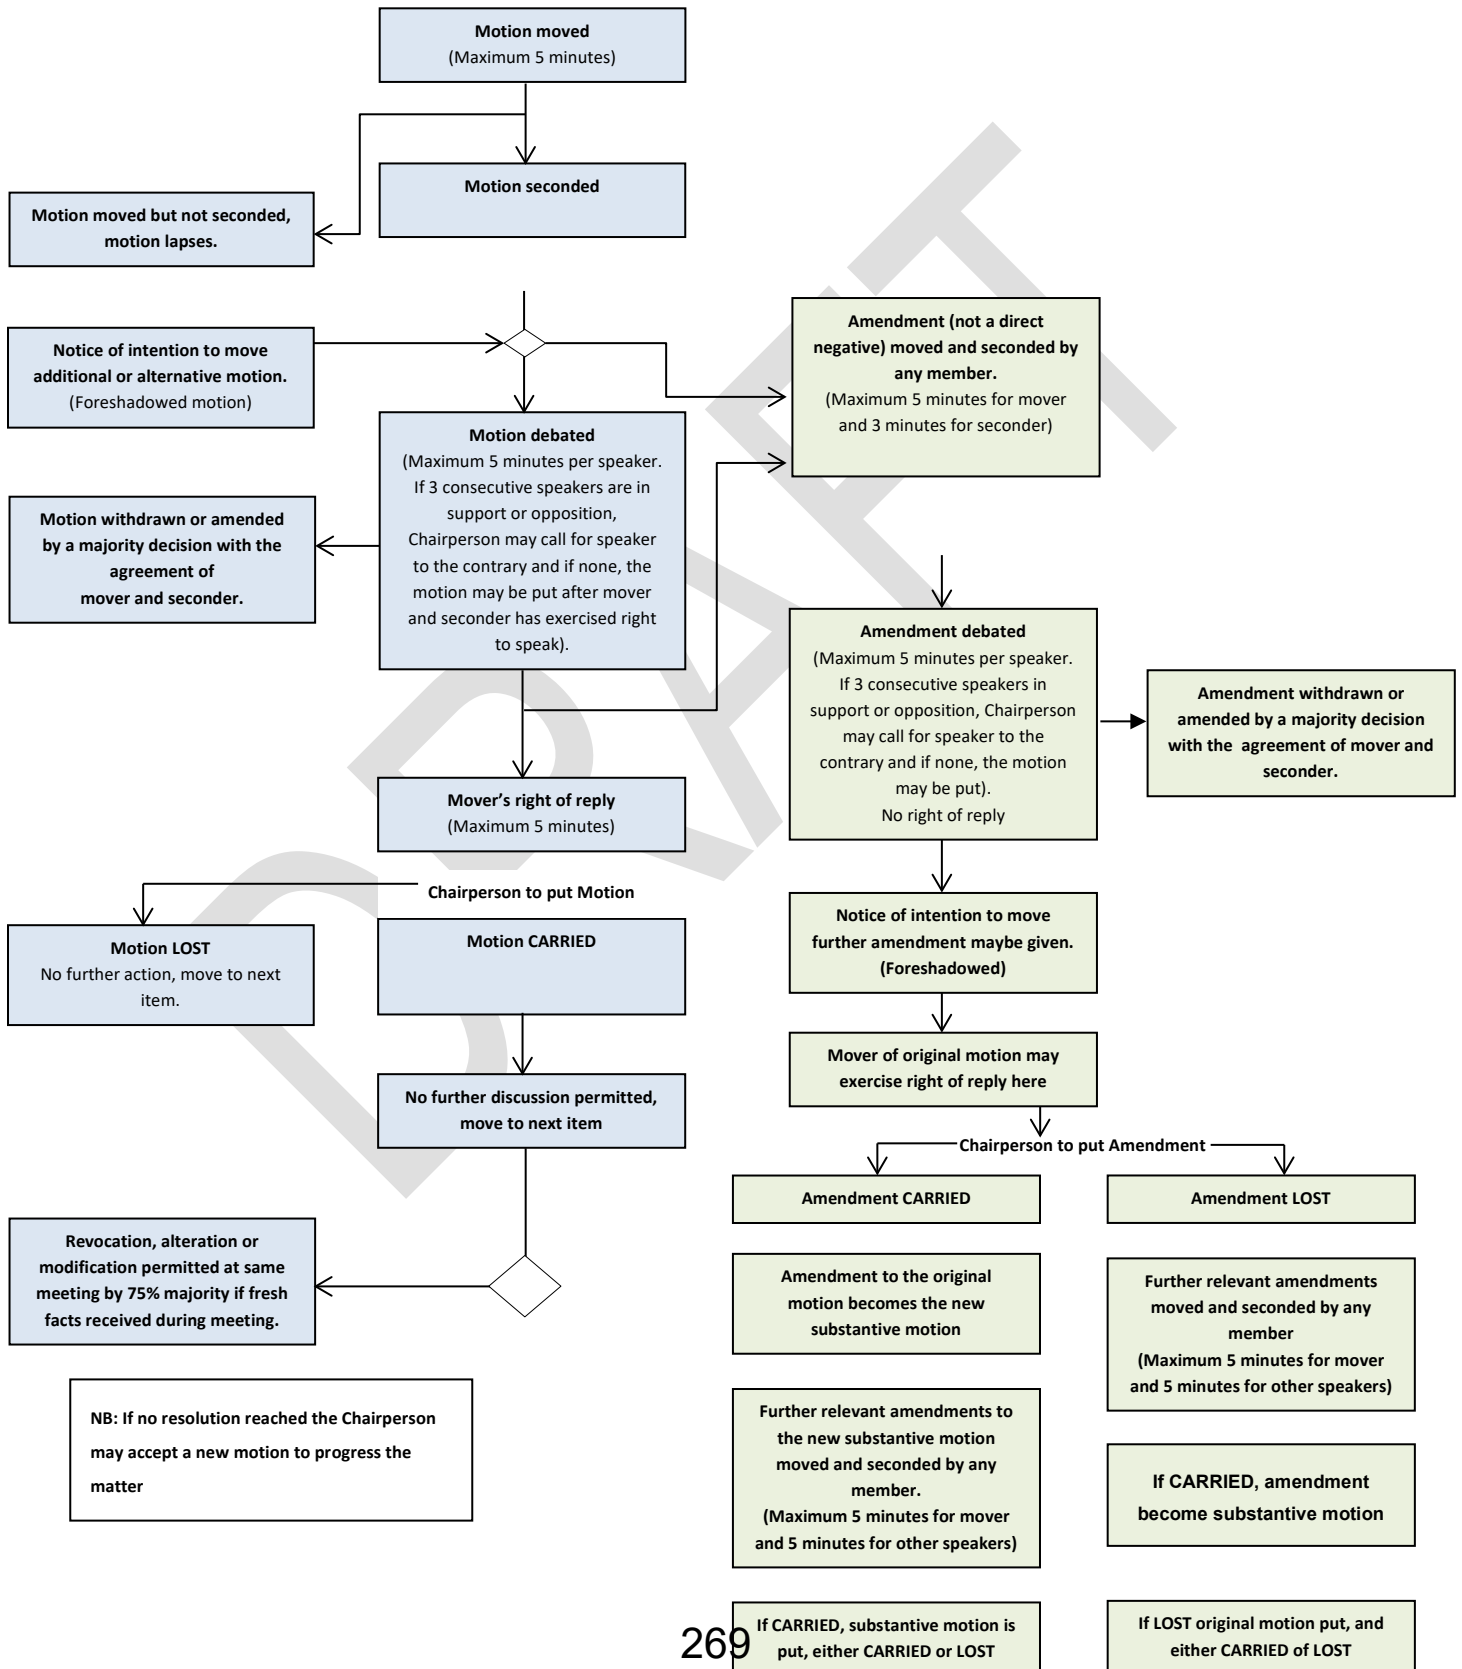 Motion moved
(Maximum 5 minutes)
Motion seconded
Motion moved but not seconded,
motion lapses.
Notice of intention to move
additional or alternative motion.
(Foreshadowed motion)
Motion debated
(Maximum 5 minutes per speaker.
If 3 consecutive speakers are in
support or opposition,
Chairperson may call for speaker
to the contrary and if none, the
motion may be put after mover
and seconder has exercised right
to speak).
Motion withdrawn or amended
by a majority decision with the
agreement of
mover and seconder.
Mover's right of reply
(Maximum 5 minutes)
Chairperson to put Motion
Motion LOST
No further action, move to next
item.
Motion CARRIED
No further discussion permitted,
move to next item
Revocation, alteration or
modification permitted at same
meeting by 75% majority if fresh
facts received during meeting.
NB: If no resolution reached the Chairperson
may accept a new motion to progress the
matter
Amendment (not a direct
negative) moved and seconded by
any member.
(Maximum 5 minutes for mover
and 3 minutes for seconder)
Amendment debated
(Maximum 5 minutes per speaker.
If 3 consecutive speakers in
support or opposition, Chairperson
may call for speaker to the
contrary and if none, the motion
may be put).
No right of reply
Amendment withdrawn or
amended by a majority decision
with the  agreement of mover and
seconder.
Notice of intention to move
further amendment maybe given.
(Foreshadowed)
Mover of original motion may
exercise right of reply here
Chairperson to put Amendment
Amendment CARRIED
Amendment to the original
motion becomes the new
substantive motion
Further relevant amendments to
the new substantive motion
moved and seconded by any
member.
(Maximum 5 minutes for mover
and 5 minutes for other speakers)
If CARRIED, substantive motion is
put, either CARRIED or LOST
Amendment LOST
Further relevant amendments
moved and seconded by any
member
(Maximum 5 minutes for mover
and 5 minutes for other speakers)
If CARRIED, amendment
become substantive motion
If LOST original motion put, and
either CARRIED of LOST
269
DRAFT